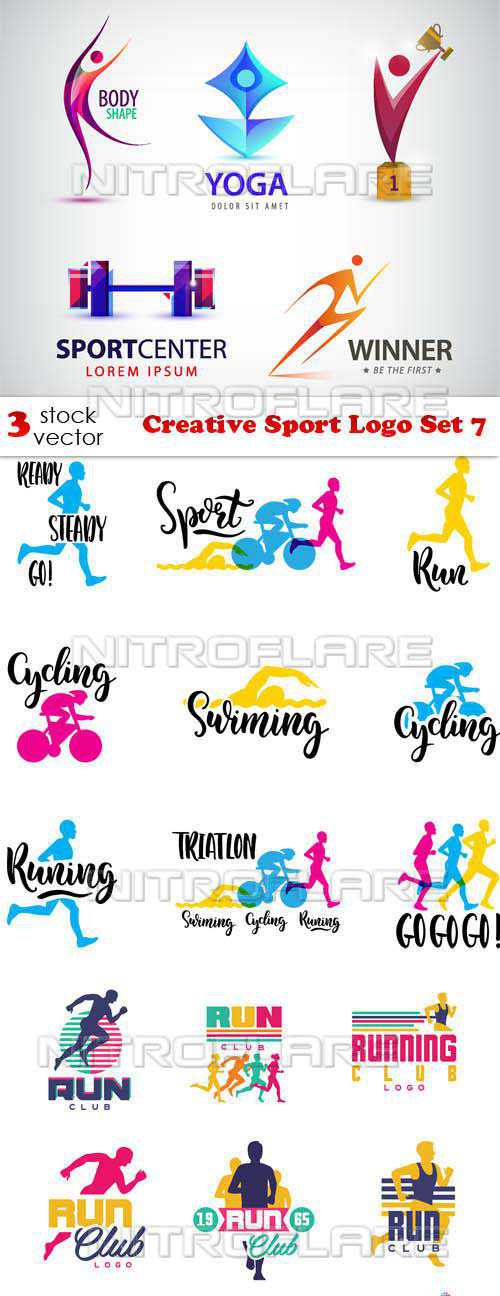 BODY
SHAPE
YOGA
DOLOR SIT AMET
1
NITROFLARE
SPORTCENTER
LOREM IPSUM
WINNER
★ BE THE FIRST ★
NITROFLARE
3 stock
vector
Creative Sport Logo Set 7
READY
STEADY
GO!
Sport
Run
NITROFLARE
Cycling
Swiming
Cycling
Runing
TRIATLON
Swiming Cycling Runing
GO GO GO!
NITROFLARE
RUN
CLUB
RUN
CLUB
RUNNING
CLUB
LOGO
NITROFLARE
RUN
Club
LOGO
19 RUN 65
Club
RUN
CLUB
NITROFLARE